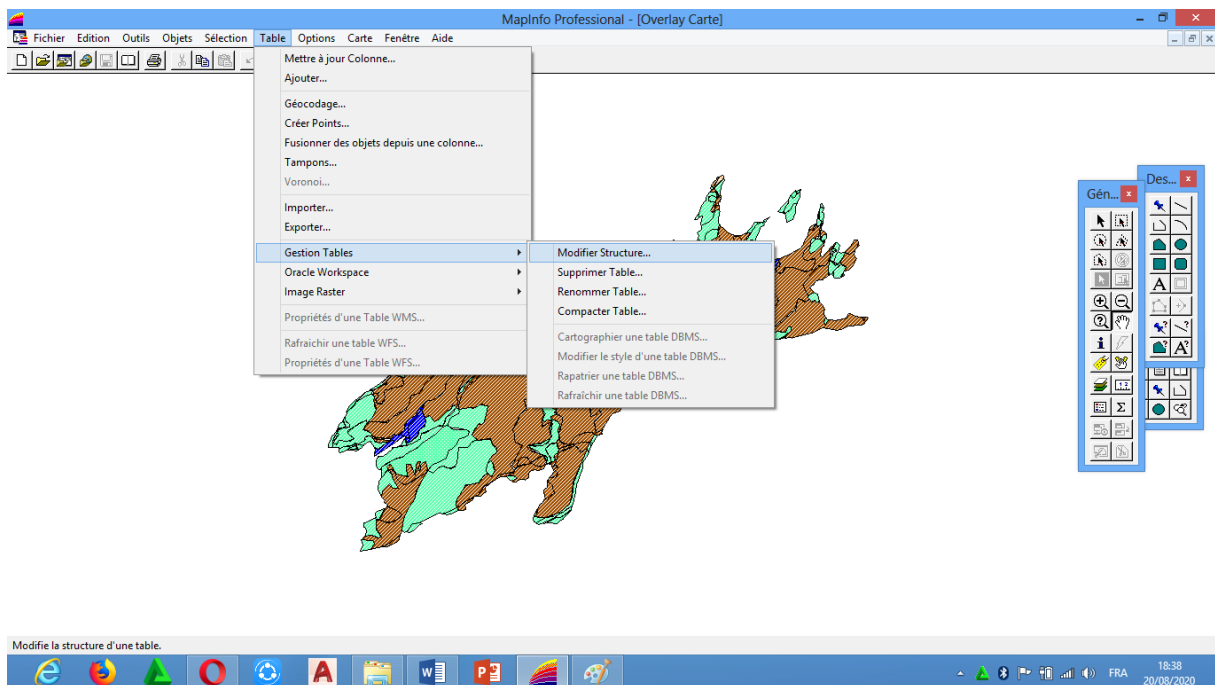 MapInfo Professional - [Overlay Carte]
Fichier Edition Outils Objets Sélection Table Options Carte Fenêtre Aide
Mettre à jour Colonne...
Ajouter...
Géocodage...
Créer Points...
Fusionner des objets depuis une colonne...
Tampons...
Voronoi...
Importer...
Exporter...
Gestion Tables
Oracle Workspace
Image Raster
Propriétés d'une Table WMS...
Rafraichir une table WFS...
Propriétés d'une Table WFS...
Modifier Structure...
Supprimer Table...
Renommer Table...
Compacter Table...
Cartographier une table DBMS...
Modifier le style d'une table DBMS...
Rapatrier une table DBMS...
Rafraîchir une table DBMS...
Des...
Gén...
Modifie la structure d'une table.
FRA
18:38
20/08/2020